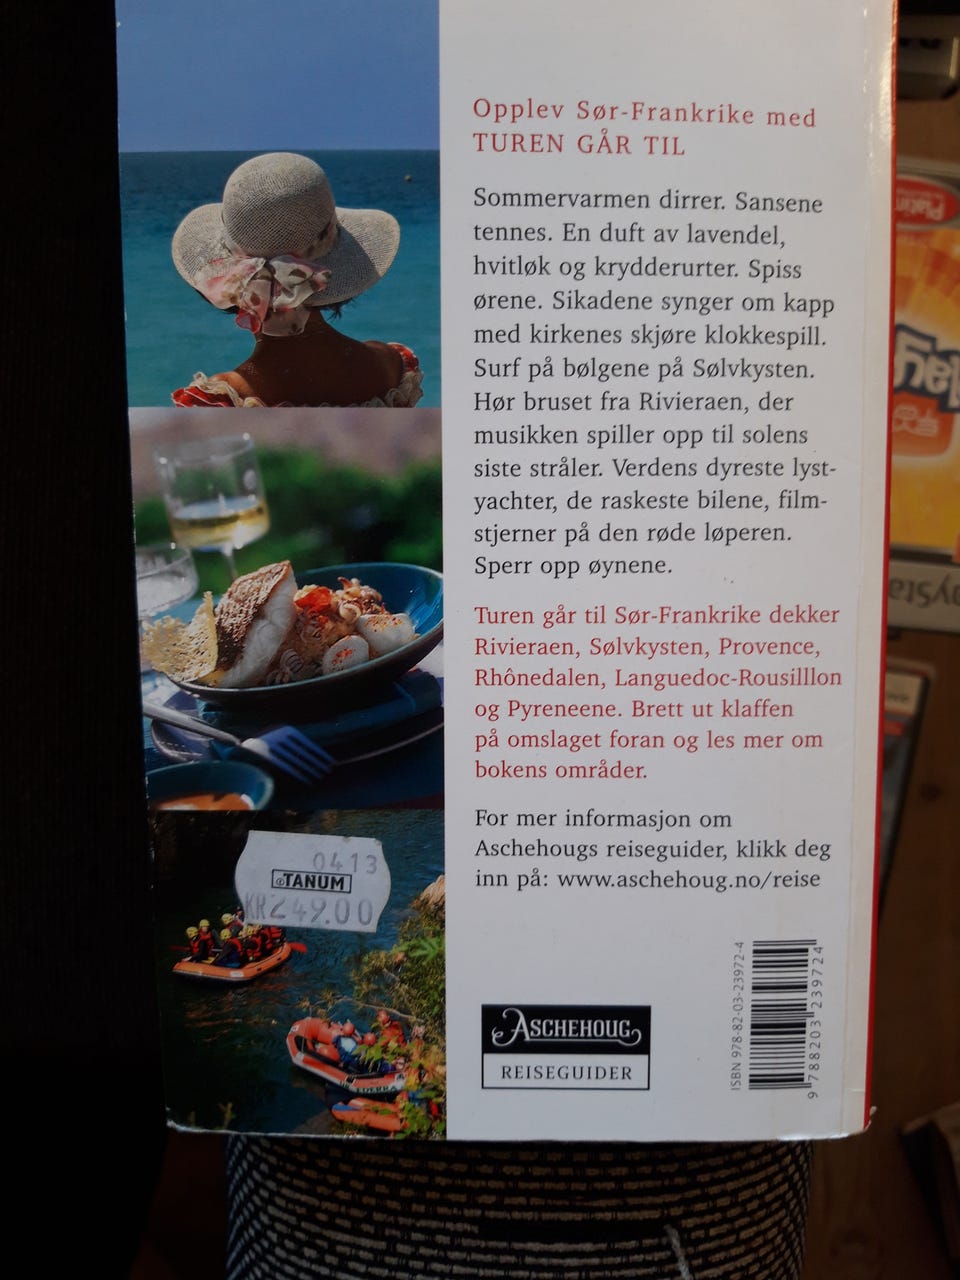 Opplev Sør-Frankrike med
TUREN GÅR TIL
Sommervarmen dirrer. Sansene
tennes. En duft av lavendel,
hvitløk og krydderurter. Spiss
ørene. Sikadene synger om kapp
med kirkenes skjøre klokkespill.
Surf på bølgene på Sølvkysten.
Hør bruset fra Rivieraen, der
musikken spiller opp til solens
siste stråler. Verdens dyreste lyst-
yachter, de raskeste bilene, film-
stjerner på den røde løperen.
Sperr opp øynene.
Turen går til Sør-Frankrike dekker
Rivieraen, Sølvkysten, Provence,
Rhônedalen, Languedoc-Rousilllon
og Pyreneene. Brett ut klaffen
på omslaget foran og les mer om
bokens områder.
For mer informasjon om
Aschehougs reiseguider, klikk deg
inn på: www.aschehoug.no/reise
0413
TANUM
KR249.00
ASCHEHOUG
REISEGUIDER
ISBN 978-82-03-23972-4
9 788203 239724